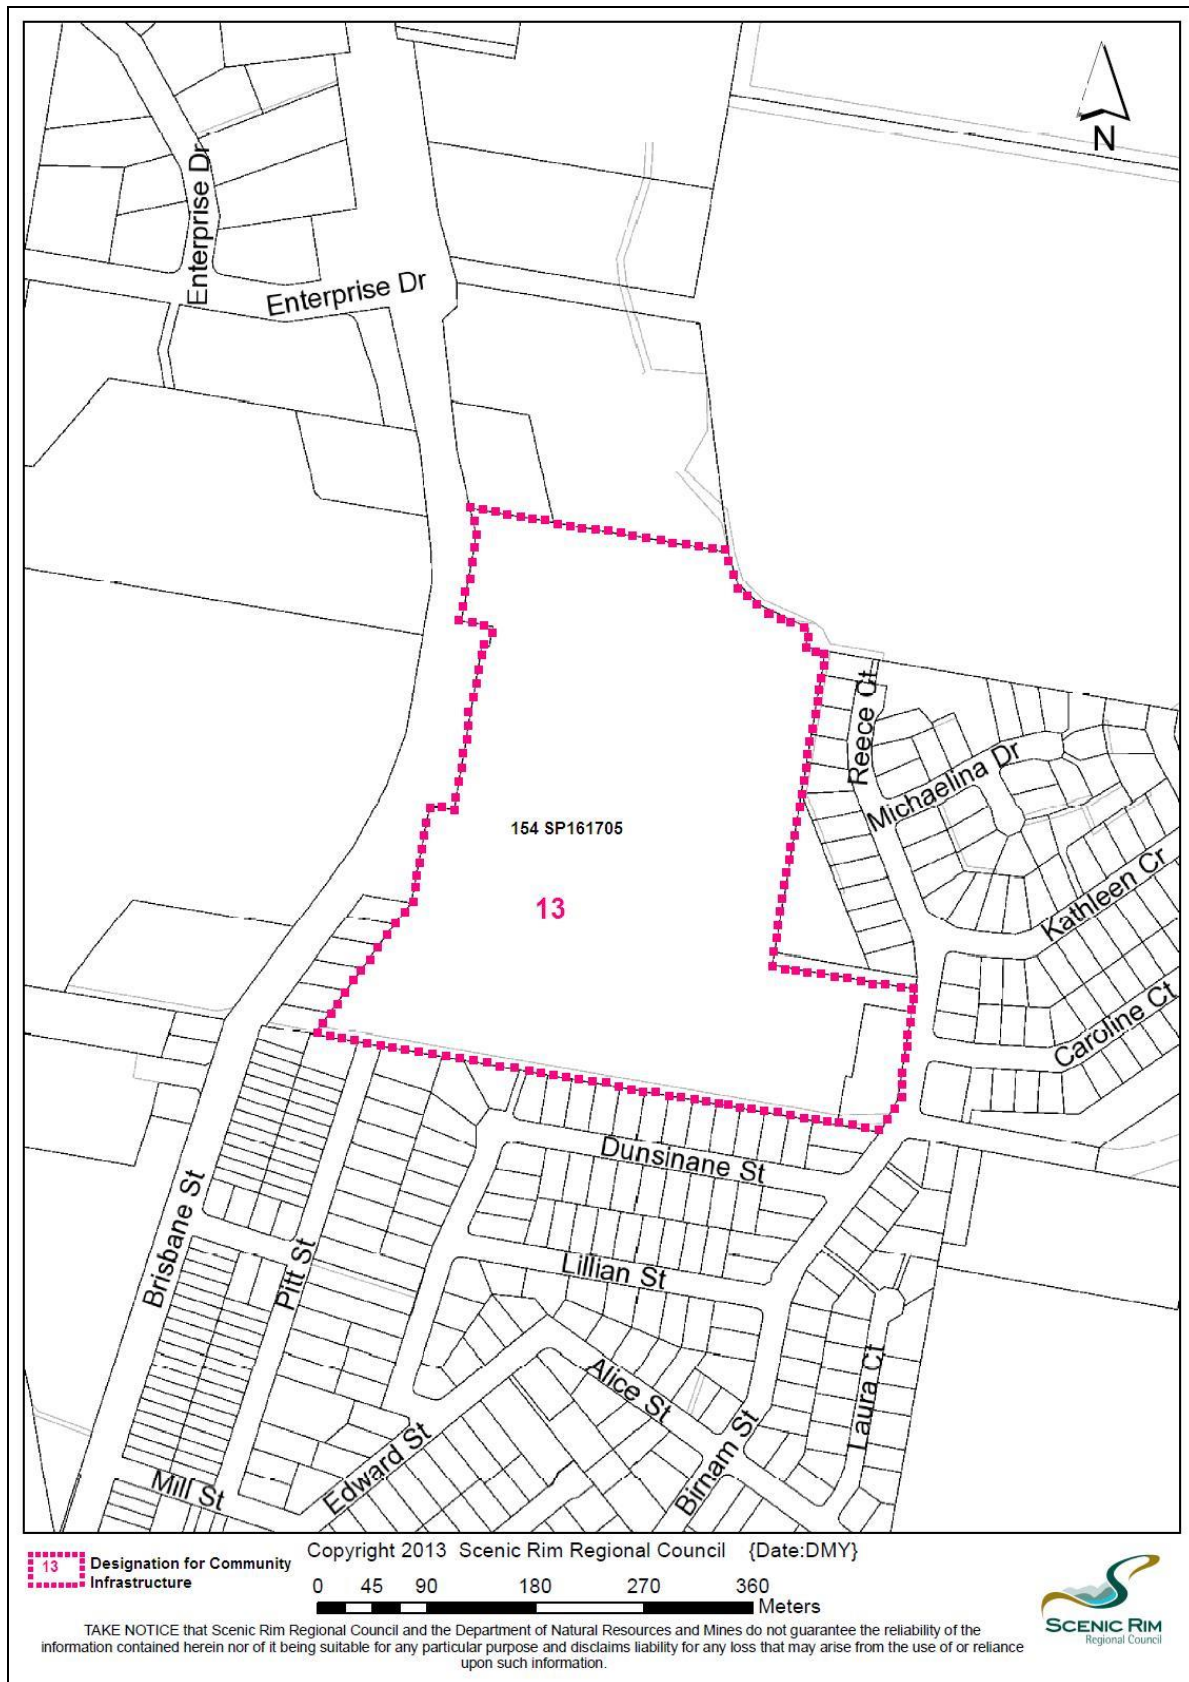 N
Enterprise Dr
Enterprise Dr
Reece Ct
Michaelina Dr
154 SP161705
13
Kathleen Cr
Caroline Ct
Dunsinane St
Brisbane St
Pitt St
Lillian St
Alice St
Laura Ct
Edward St
Birnam St
Mill St
13
Designation for Community
Infrastructure
Copyright 2013 Scenic Rim Regional Council {Date:DMY}
0 45 90 180 270 360
Meters
TAKE NOTICE that Scenic Rim Regional Council and the Department of Natural Resources and Mines do not guarantee the reliability of the
information contained herein nor of it being suitable for any particular purpose and disclaims liability for any loss that may arise from the use of or reliance
upon such information.
SCENIC RIM
Regional Council